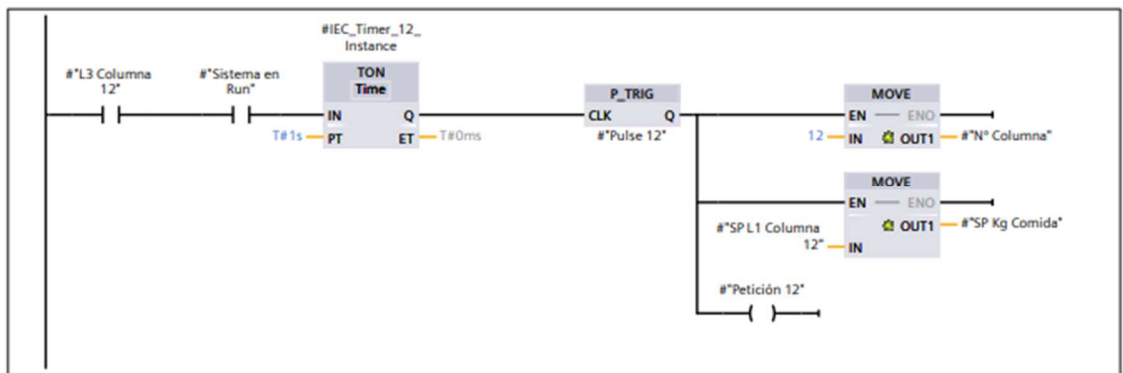 #IEC_Timer_12_
Instance
#"L3 Columna
12"
#"Sistema en
Run"
TON
Time
IN Q
T#1s PT ET T#0ms
P_TRIG
CLK Q
#"Pulse 12"
MOVE
EN ENO
12 IN OUT1 #"Nº Columna"
MOVE
EN ENO
OUT1 #"SP Kg Comida"
#"SP L1 Columna
12" IN
#"Petición 12"